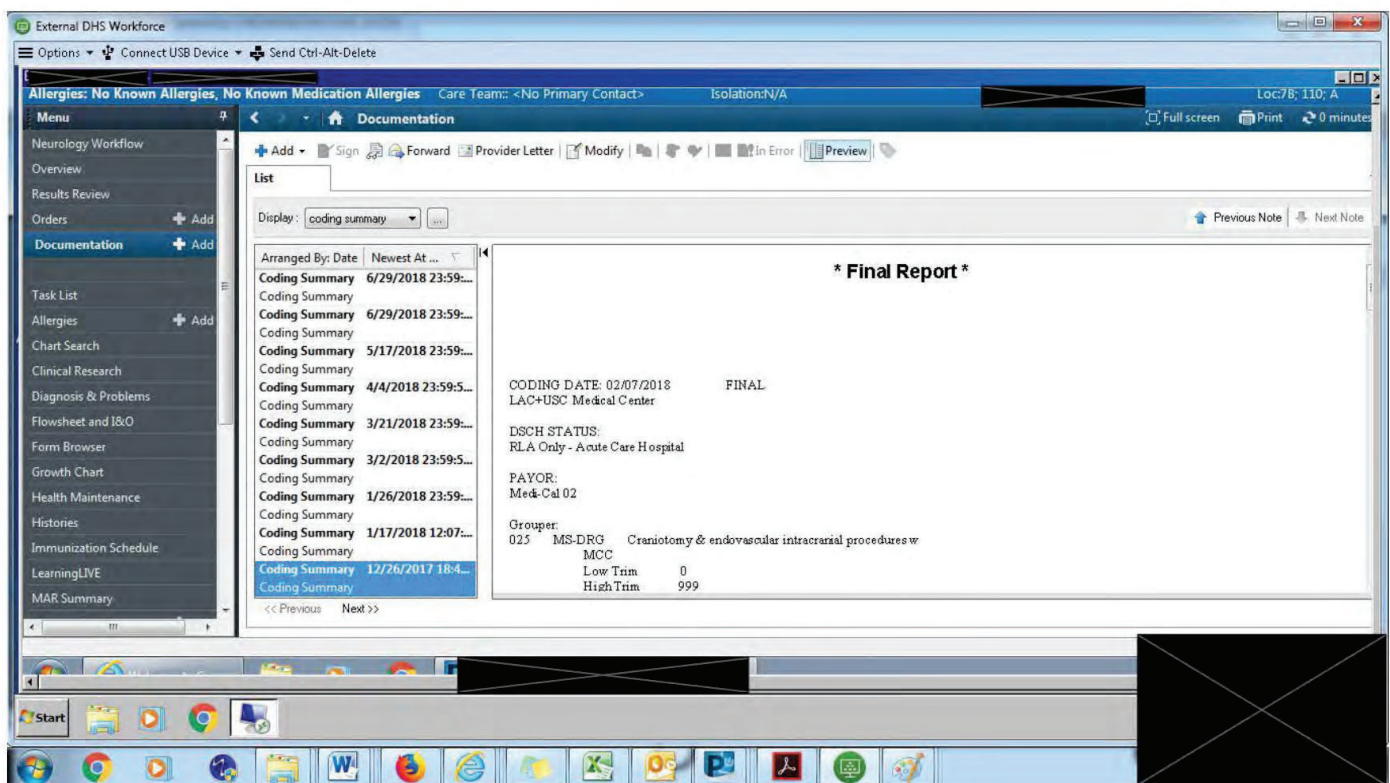 External DHS Workforce
Options Connect USB Device Send Ctrl-Alt-Delete
Allergies: No Known Allergies, No Known Medication Allergies Care Team:: <No Primary Contact> Isolation:N/A Loc:7B; 110; A
Menu
Documentation
Full screen Print 0 minutes
Neurology Workflow
Overview
Results Review
Orders Add
Documentation Add
Task List
Allergies Add
Chart Search
Clinical Research
Diagnosis & Problems
Flowsheet and I&O
Form Browser
Growth Chart
Health Maintenance
Histories
Immunization Schedule
LearningLIVE
MAR Summary
Add Sign Forward Provider Letter Modify In Error Preview
List
Display : coding summary ...
Previous Note Next Note
Arranged By: Date Newest At ...
Coding Summary 6/29/2018 23:59:...
Coding Summary
Coding Summary 6/29/2018 23:59:...
Coding Summary
Coding Summary 5/17/2018 23:59:...
Coding Summary
Coding Summary 4/4/2018 23:59:5...
Coding Summary
Coding Summary 3/21/2018 23:59:...
Coding Summary
Coding Summary 3/2/2018 23:59:5...
Coding Summary
Coding Summary 1/26/2018 23:59:...
Coding Summary
Coding Summary 1/17/2018 12:07:...
Coding Summary
Coding Summary 12/26/2017 18:4...
Coding Summary
<< Previous Next >>
* Final Report *
CODING DATE: 02/07/2018 FINAL
LAC+USC Medical Center
DSCH STATUS:
RLA Only - Acute Care Hospital
PAYOR:
Medi-Cal 02
Grouper:
025 MS-DRG Craniotomy & endovascular intracranial procedures w
MCC
Low Trim 0
High Trim 999
Start